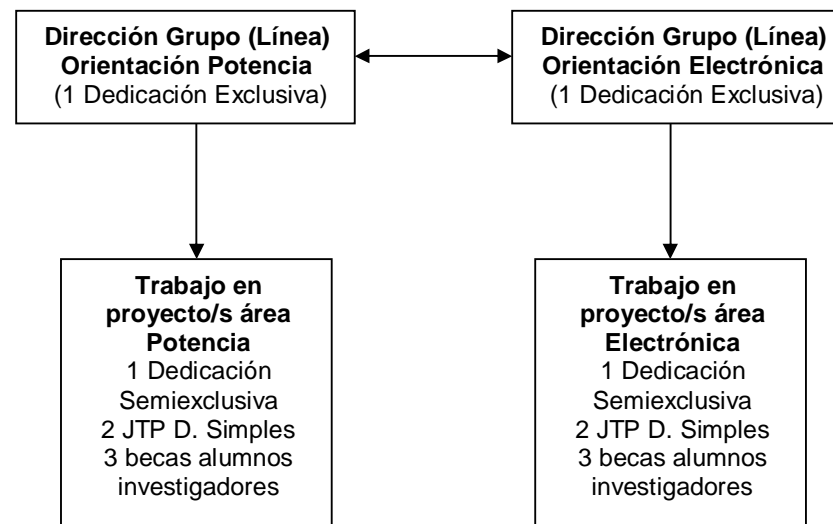 Dirección Grupo (Línea)
Orientación Potencia
(1 Dedicación Exclusiva)
Dirección Grupo (Línea)
Orientación Electrónica
(1 Dedicación Exclusiva)
Trabajo en
proyecto/s área
Potencia
1 Dedicación
Semiexclusiva
2 JTP D. Simples
3 becas alumnos
investigadores
Trabajo en
proyecto/s área
Electrónica
1 Dedicación
Semiexclusiva
2 JTP D. Simples
3 becas alumnos
investigadores